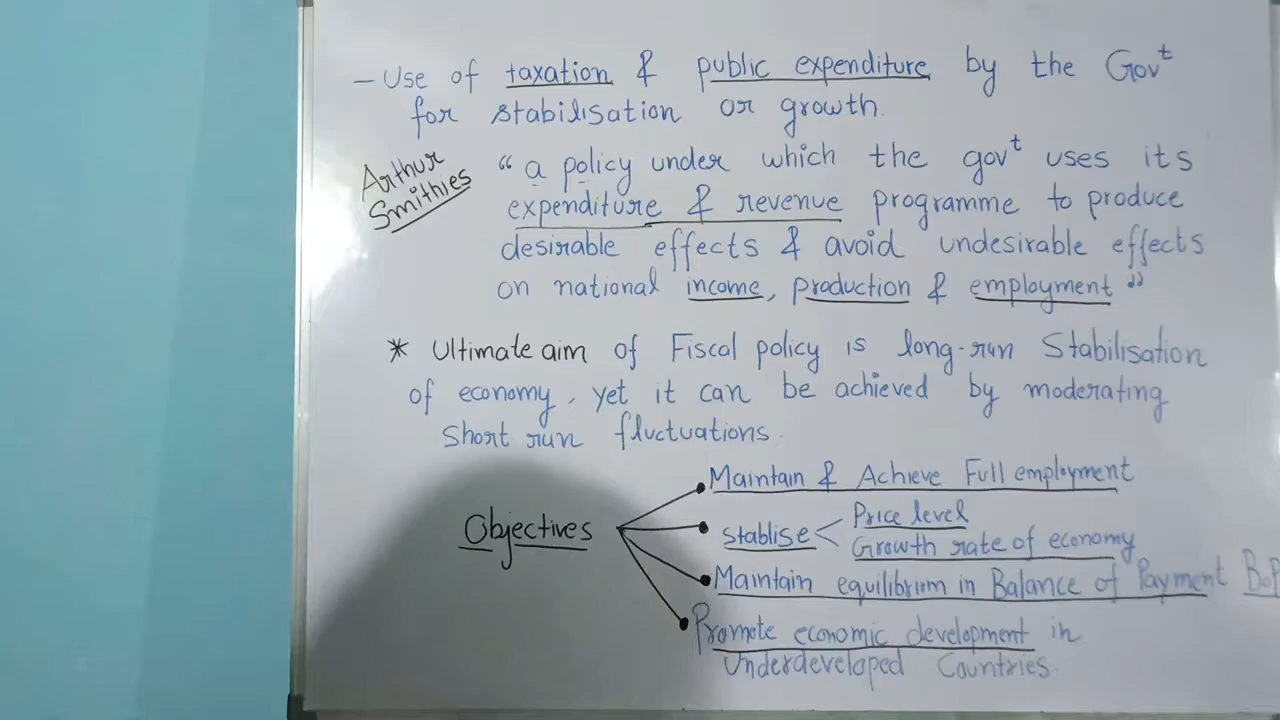 - Use of taxation & public expenditure by the Govt
for stabilisation or growth.
Arthur
Smithies
" a policy under which the govt uses its
expenditure & revenue programme to produce
desirable effects & avoid undesirable effects
on national income, production & employment "
* Ultimate aim of Fiscal policy is long-run Stabilisation
of economy, yet it can be achieved by moderating
Short run fluctuations.
Objectives
Maintain & Achieve Full employment
Stablise < Price level
Growth rate of economy
Maintain equilibrium in Balance of Payment BoP
Promote economic development in
Underdeveloped Countries.